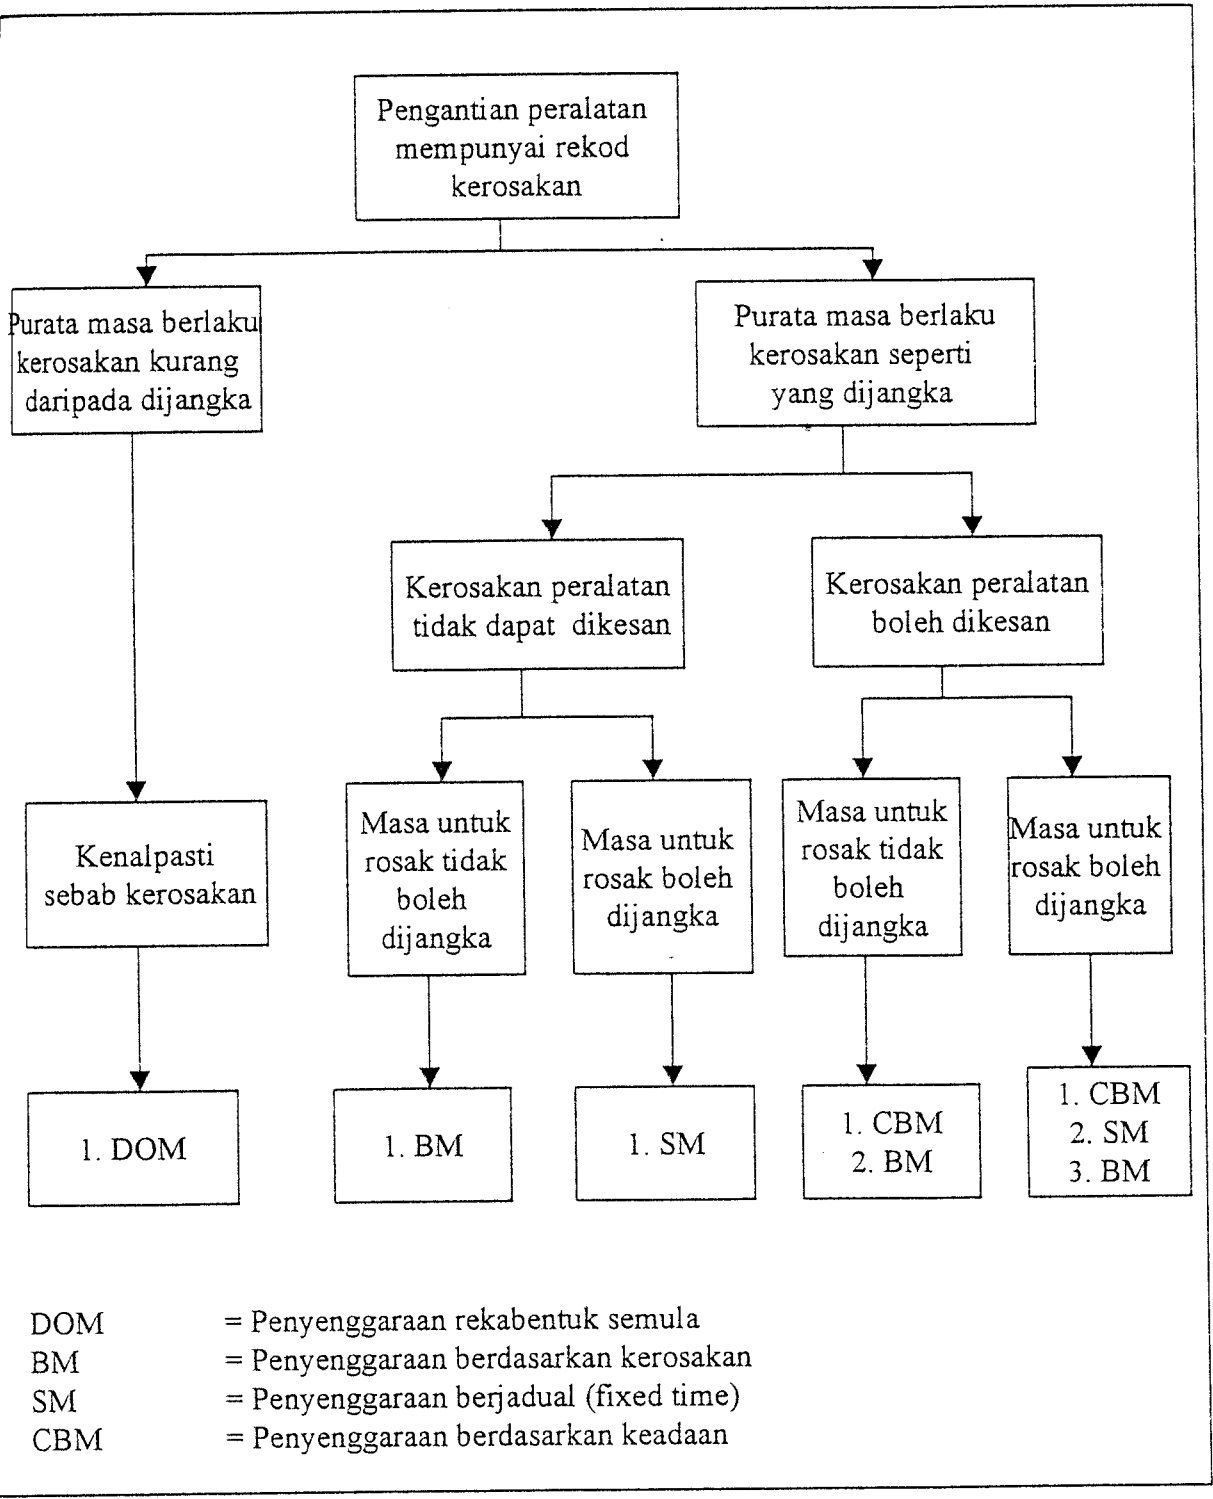 Pengantian peralatan
mempunyai rekod
kerosakan
Purata masa berlaku
kerosakan kurang
daripada dijangka
Purata masa berlaku
kerosakan seperti
yang dijangka
Kerosakan peralatan
tidak dapat dikesan
Kerosakan peralatan
boleh dikesan
Kenalpasti
sebab kerosakan
Masa untuk
rosak tidak
boleh
dijangka
Masa untuk
rosak boleh
dijangka
Masa untuk
rosak tidak
boleh
dijangka
Masa untuk
rosak boleh
dijangka
1. DOM
1. BM
1. SM
1. CBM
2. BM
1. CBM
2. SM
3. BM
DOM = Penyenggaraan rekabentuk semula
BM = Penyenggaraan berdasarkan kerosakan
SM = Penyenggaraan berjadual (fixed time)
CBM = Penyenggaraan berdasarkan keadaan